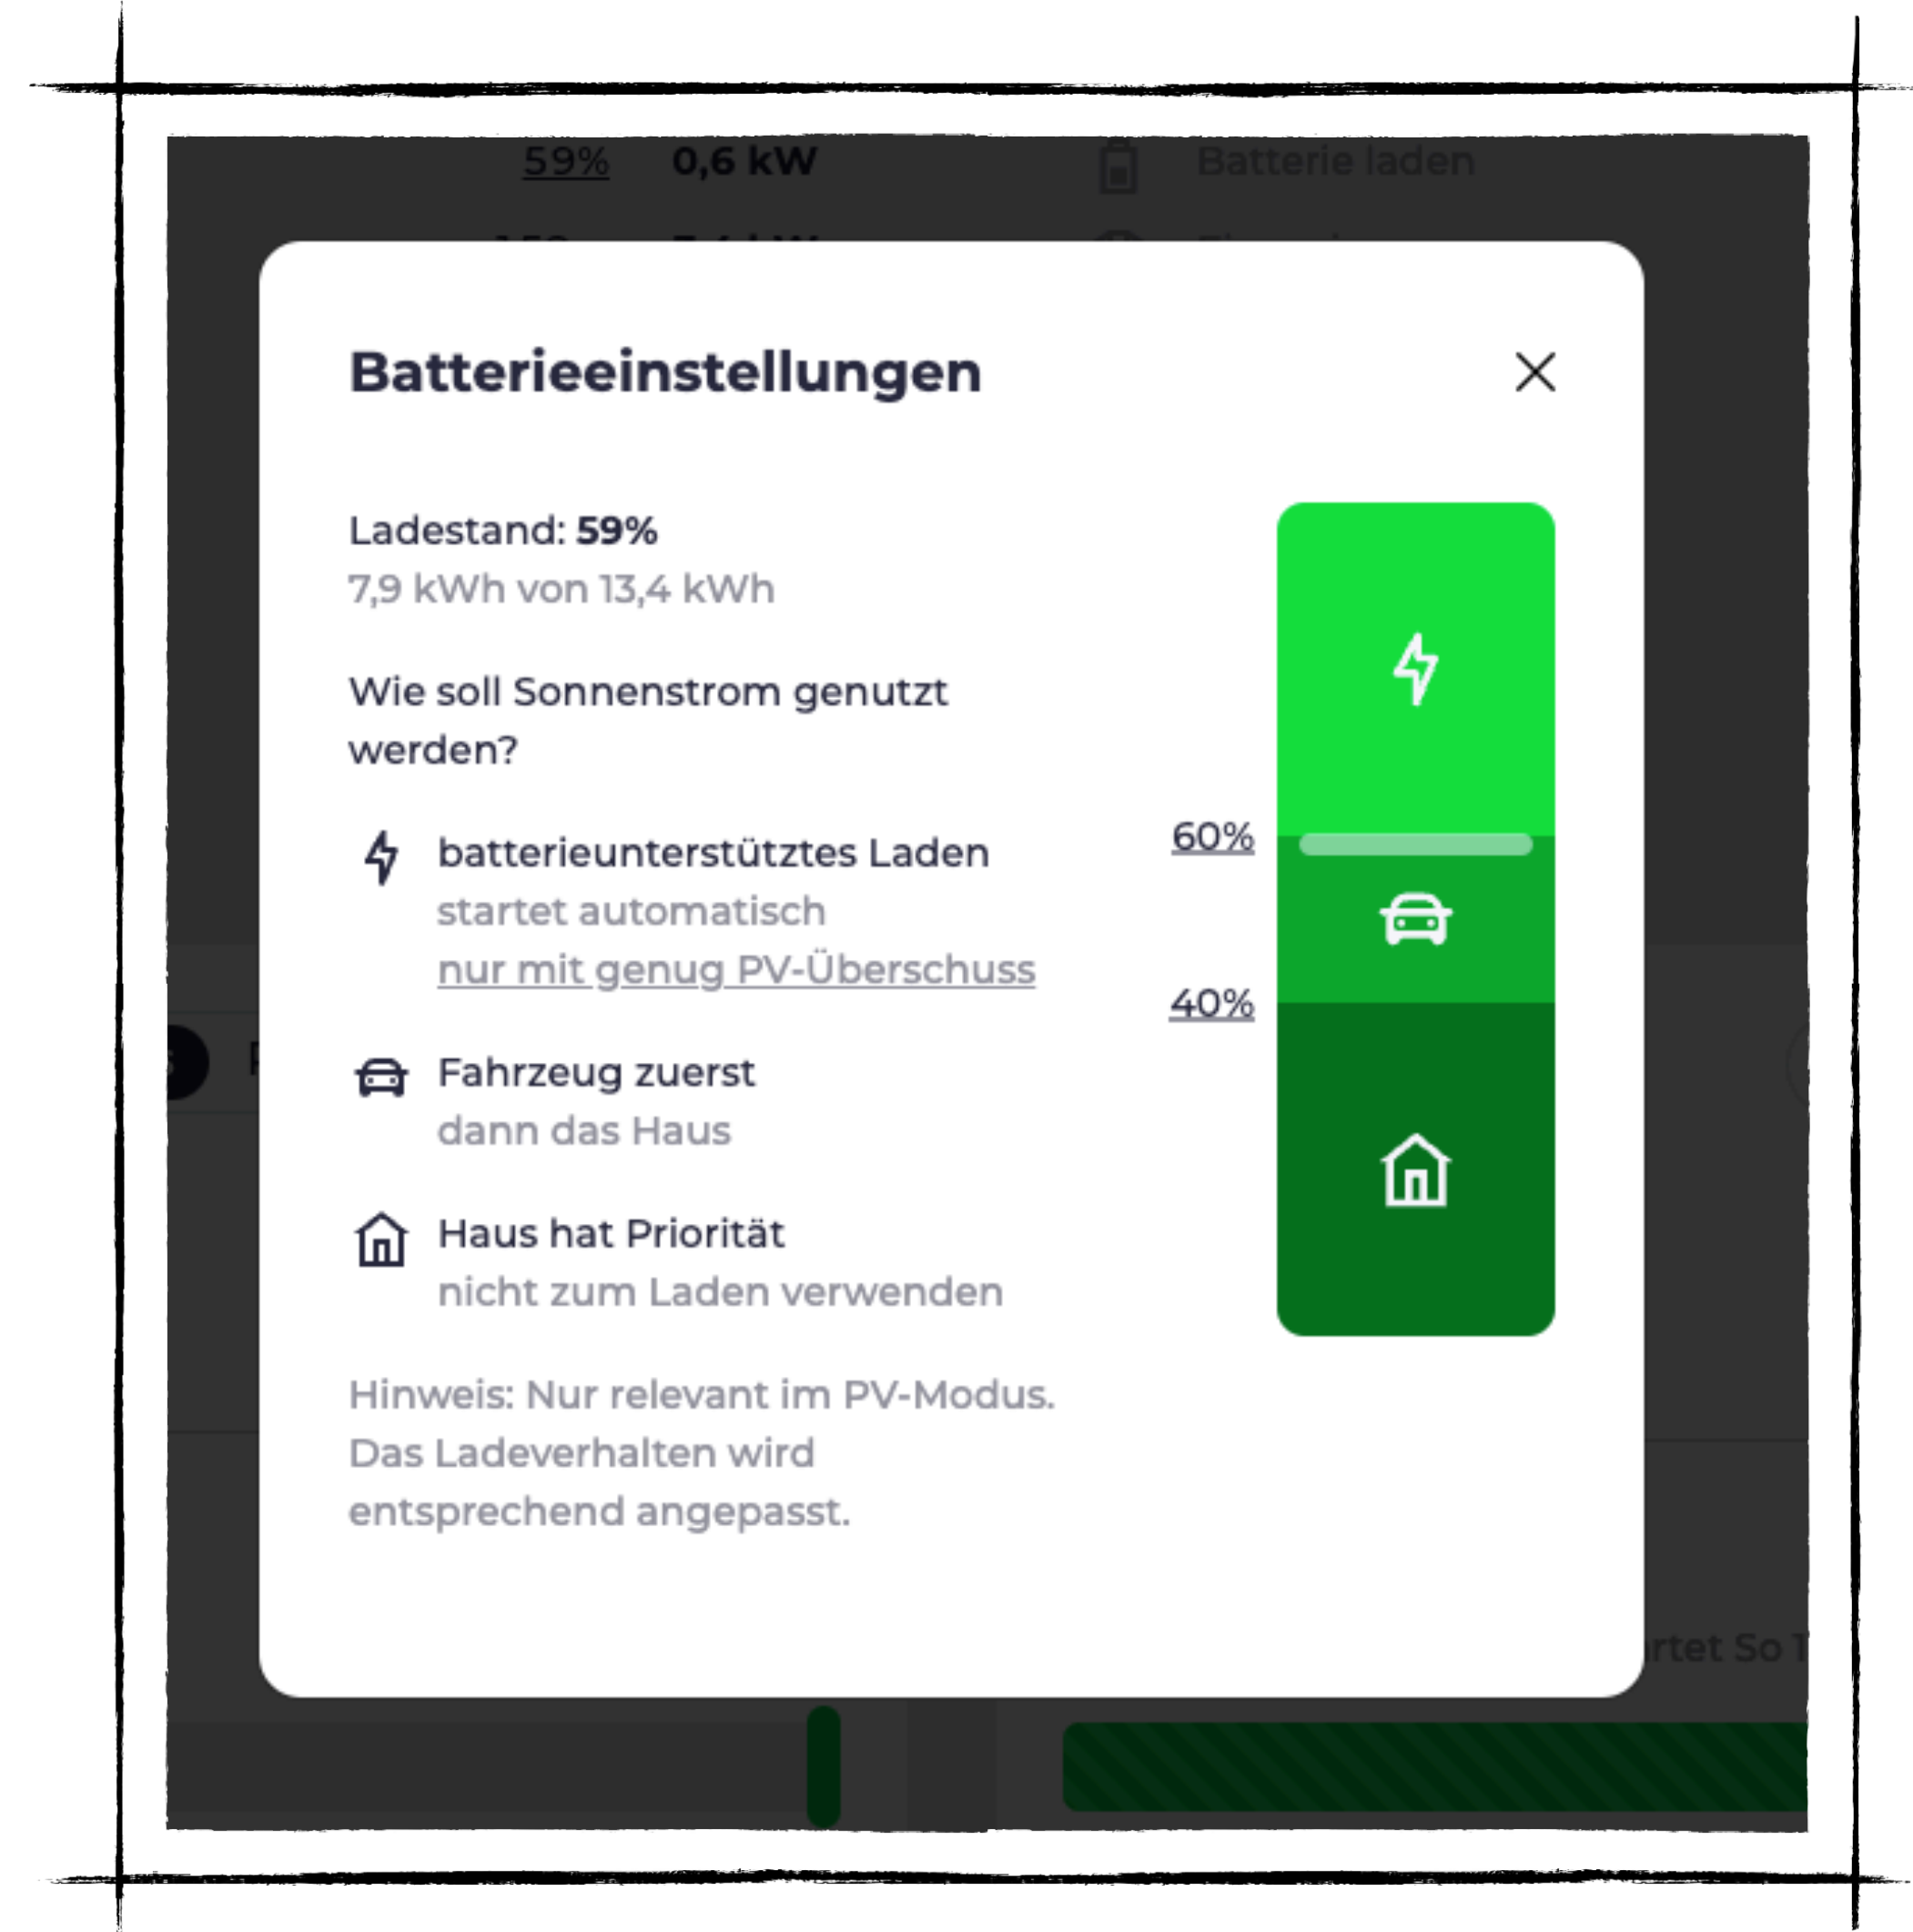 59% 0,6 kW Batterie laden
Batterieeinstellungen
Ladestand: 59%
7,9 kWh von 13,4 kWh
Wie soll Sonnenstrom genutzt
werden?
batterieunterstütztes Laden
startet automatisch
nur mit genug PV-Überschuss
Fahrzeug zuerst
dann das Haus
Haus hat Priorität
nicht zum Laden verwenden
Hinweis: Nur relevant im PV-Modus.
Das Ladeverhalten wird
entsprechend angepasst.
60%
40%
So